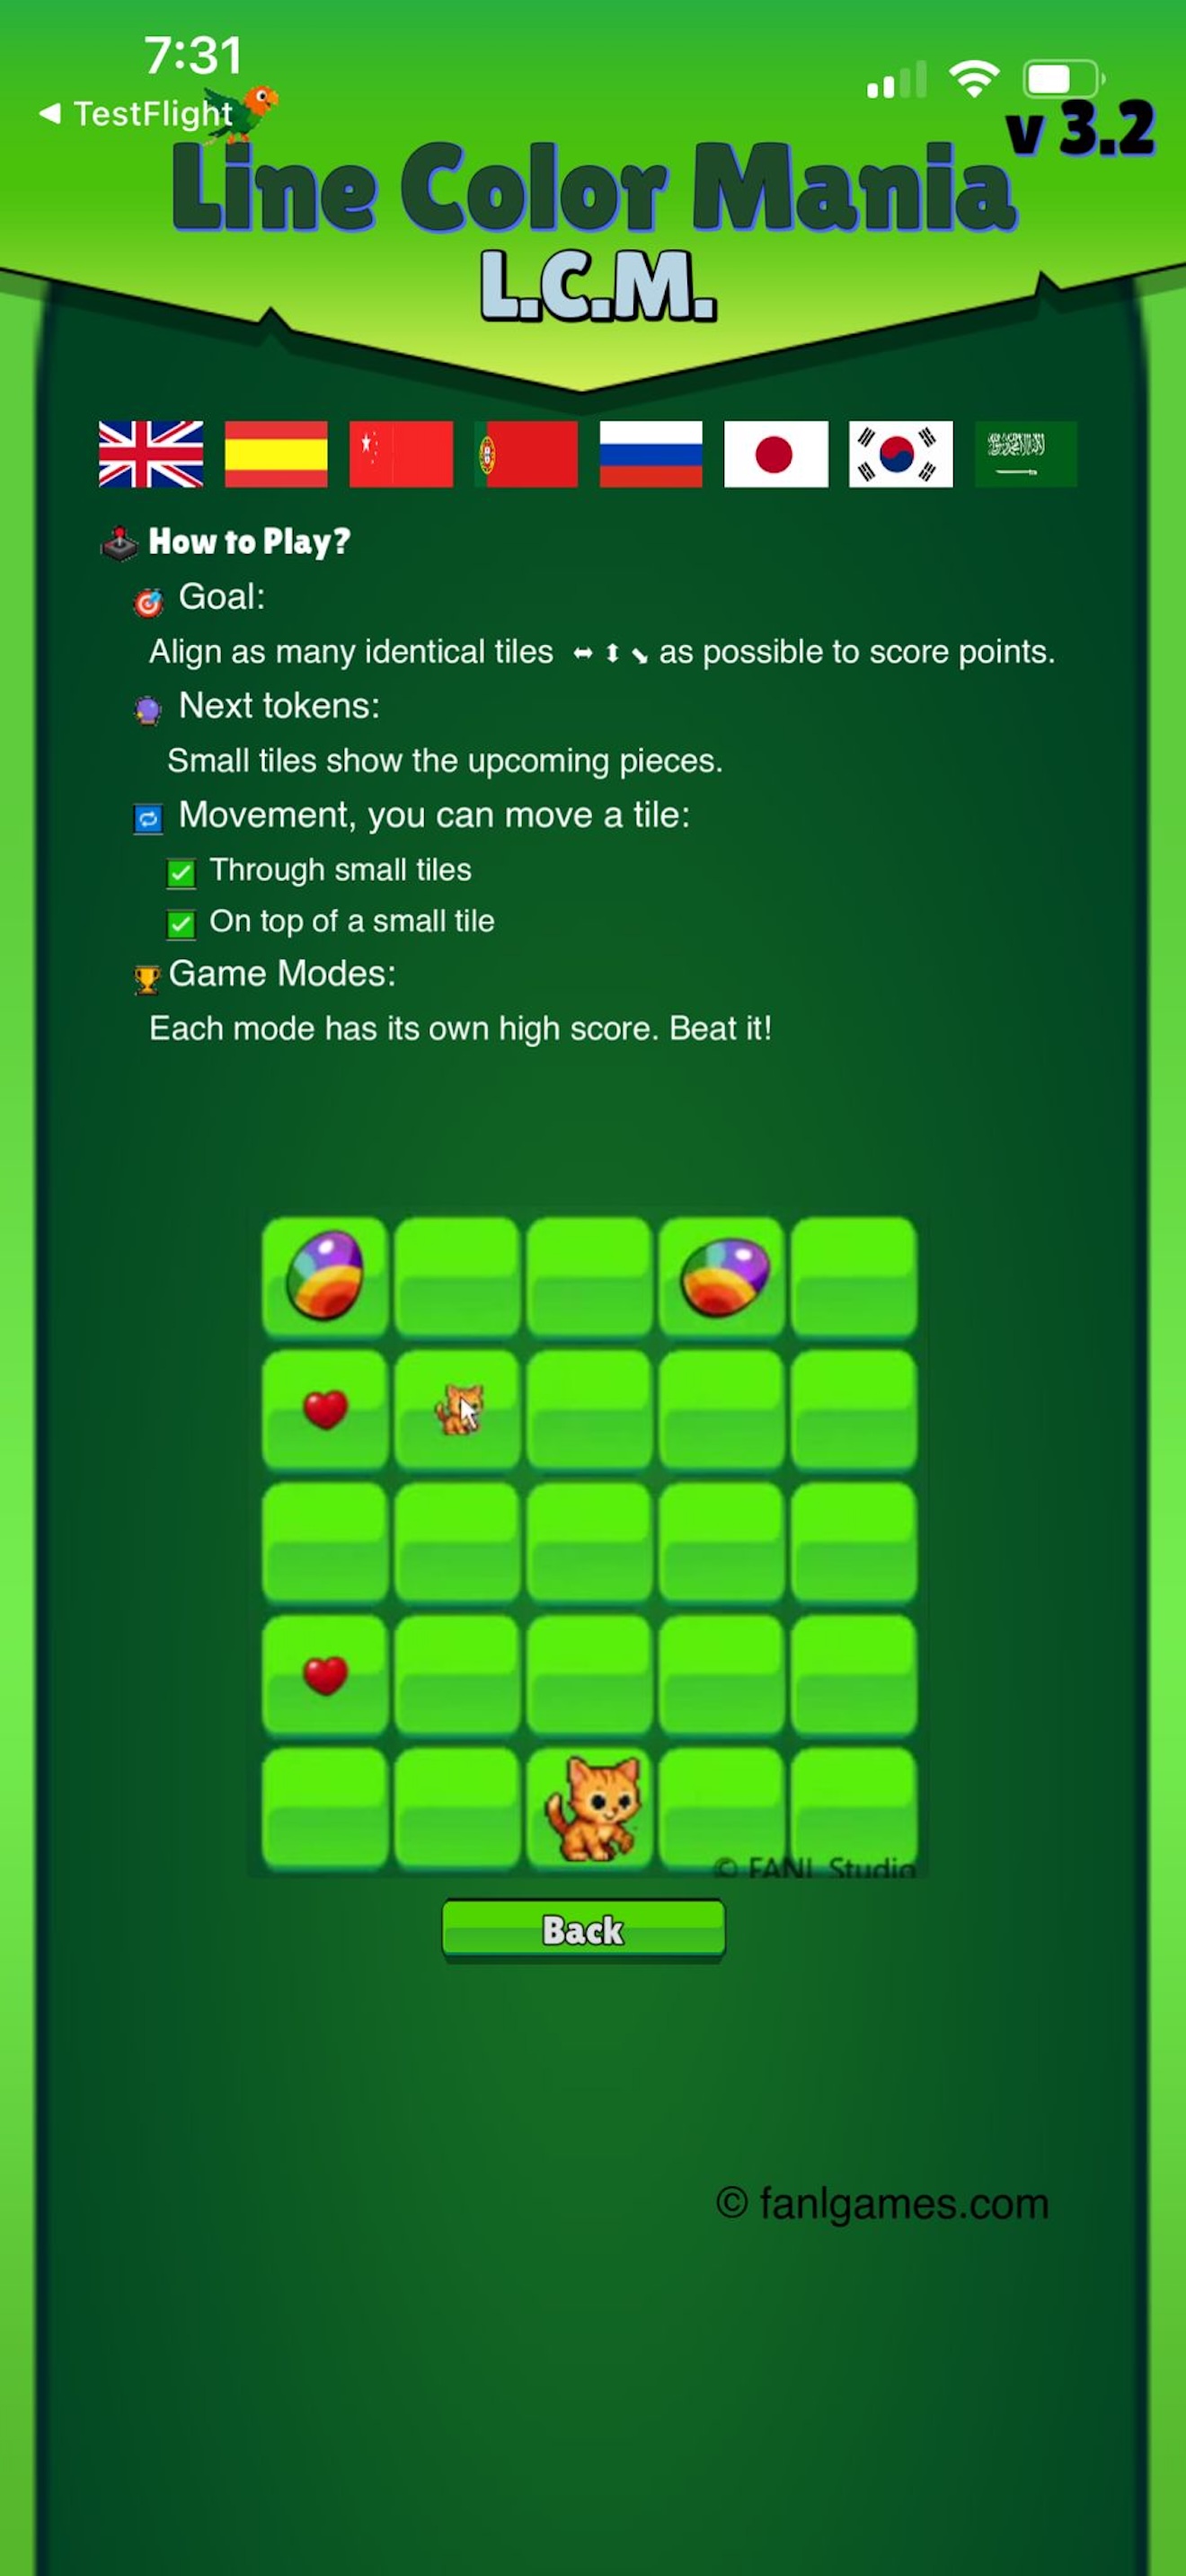 7:31
◀ TestFlight
v 3.2
Line Color Mania
L.C.M.
How to Play?
Goal:
Align as many identical tiles ↔ ↕ ↘ as possible to score points.
Next tokens:
Small tiles show the upcoming pieces.
Movement, you can move a tile:
Through small tiles
On top of a small tile
Game Modes:
Each mode has its own high score. Beat it!
© FANL Studio
Back
© fanlgames.com